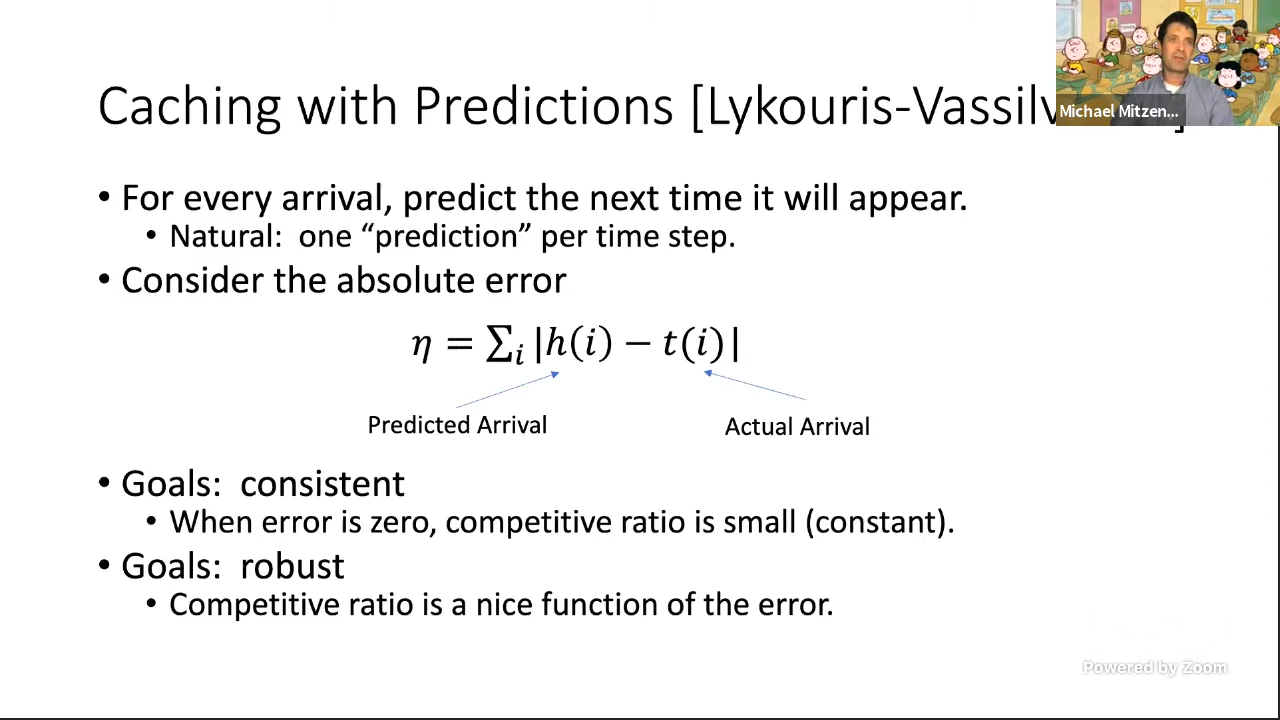 Caching with Predictions [Lykouris-Vassilv ]
Michael Mitzen...
• For every arrival, predict the next time it will appear.
• Natural: one “prediction” per time step.
• Consider the absolute error
η = ∑ᵢ |h(i) − t(i)|
Predicted Arrival
Actual Arrival
• Goals: consistent
• When error is zero, competitive ratio is small (constant).
• Goals: robust
• Competitive ratio is a nice function of the error.
Powered by Zoom